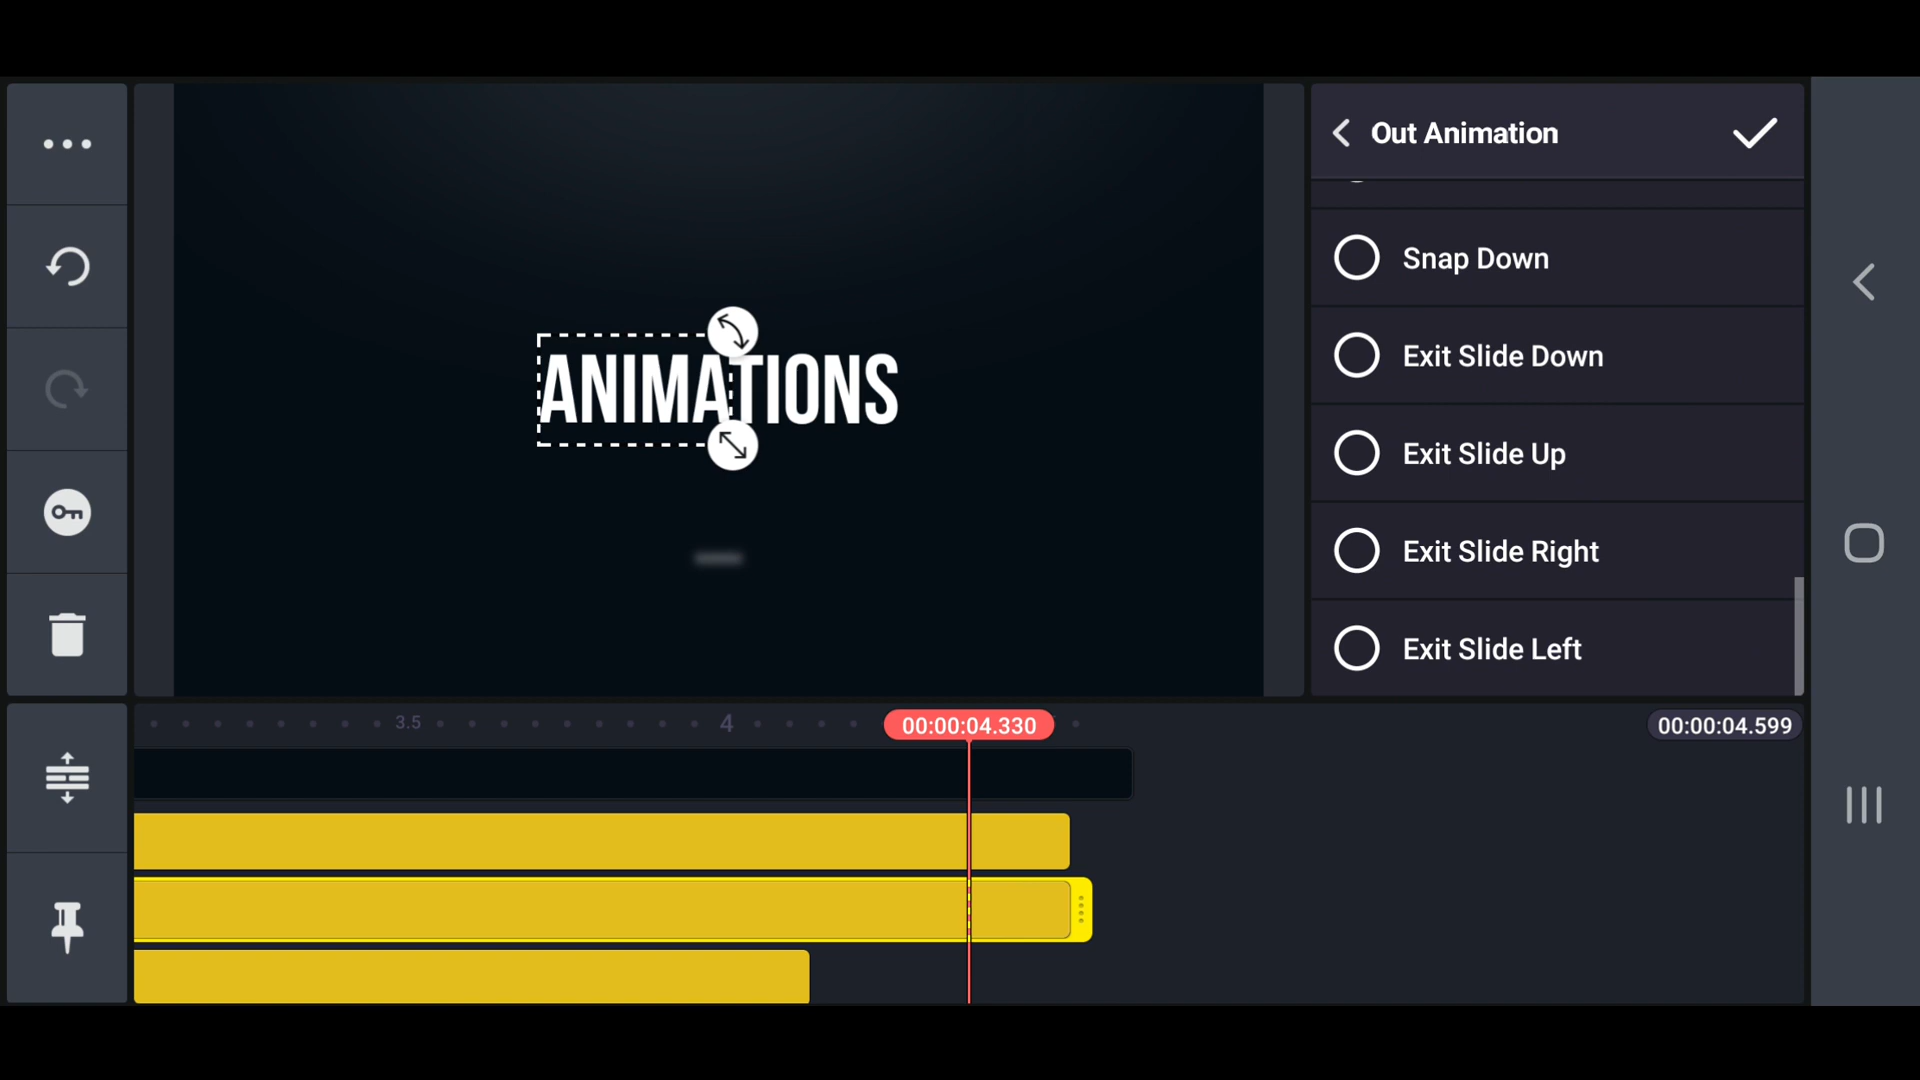 Out Animation
Snap Down
Exit Slide Down
Exit Slide Up
Exit Slide Right
Exit Slide Left
ANIMATIONS
3.5
4
00:00:04.330
00:00:04.599